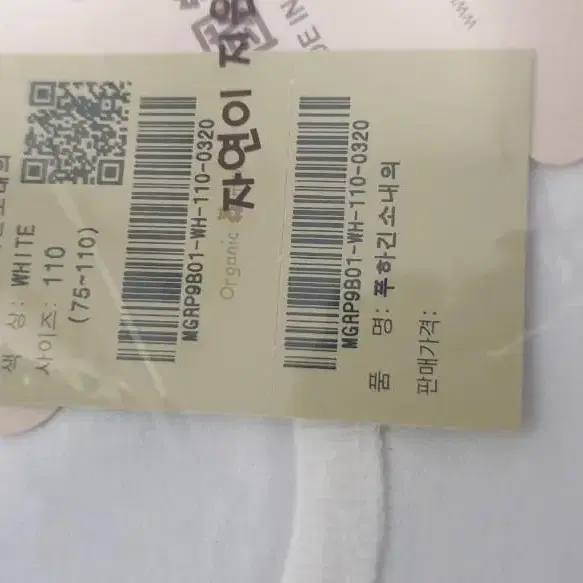 색 상: WHITE
사이즈: 110
(75~110)
MGRP9B01-WH-110-0320
MGRP9B01-WH-110-0320
품 명: 푸하긴소내의
판매가격:
자연이
Organic